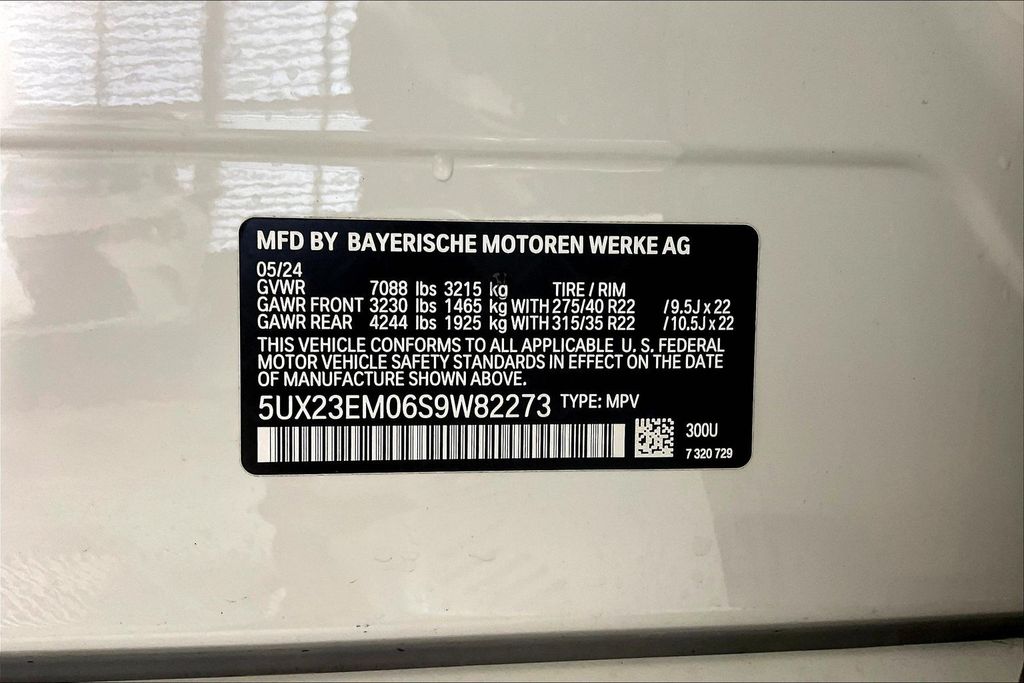 MFD BY BAYERISCHE MOTOREN WERKE AG
05/24
GVWR 7088 lbs 3215 kg TIRE / RIM
GAWR FRONT 3230 lbs 1465 kg WITH 275/40 R22 / 9.5J x 22
GAWR REAR 4244 lbs 1925 kg WITH 315/35 R22 / 10.5J x 22
THIS VEHICLE CONFORMS TO ALL APPLICABLE U. S. FEDERAL
MOTOR VEHICLE SAFETY STANDARDS IN EFFECT ON THE DATE
OF MANUFACTURE SHOWN ABOVE.
5UX23EM06S9W82273 TYPE: MPV
300U
7 320 729